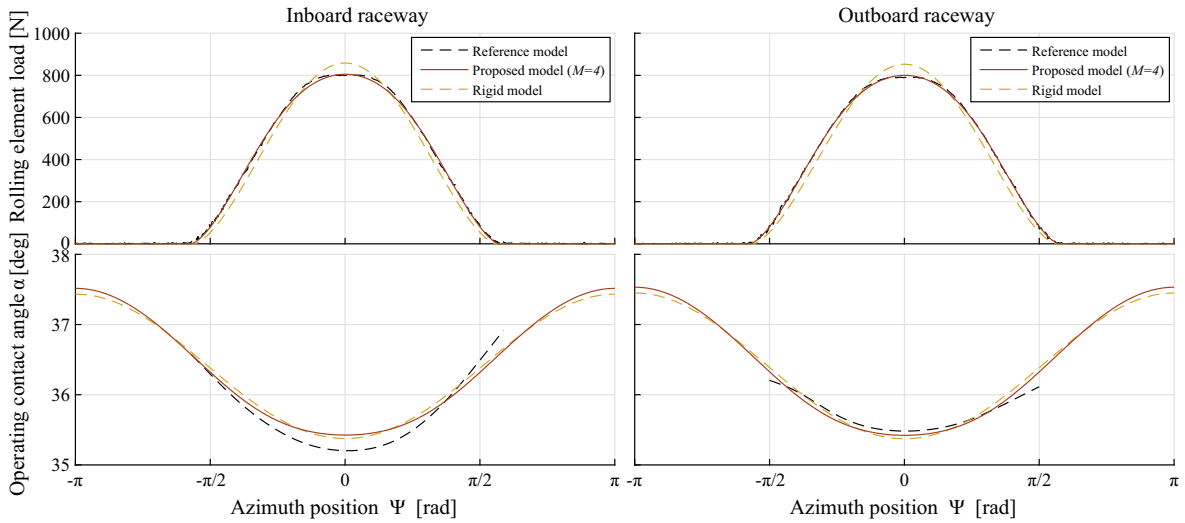 Inboard raceway
Outboard raceway
Rolling element load [N]
1000
800
600
400
200
0
Reference model
Proposed model (M=4)
Rigid model
Reference model
Proposed model (M=4)
Rigid model
Operating contact angle α [deg]
38
37
36
35
-π
-π/2
0
π/2
π
-π
-π/2
0
π/2
π
Azimuth position Ψ [rad]
Azimuth position Ψ [rad]